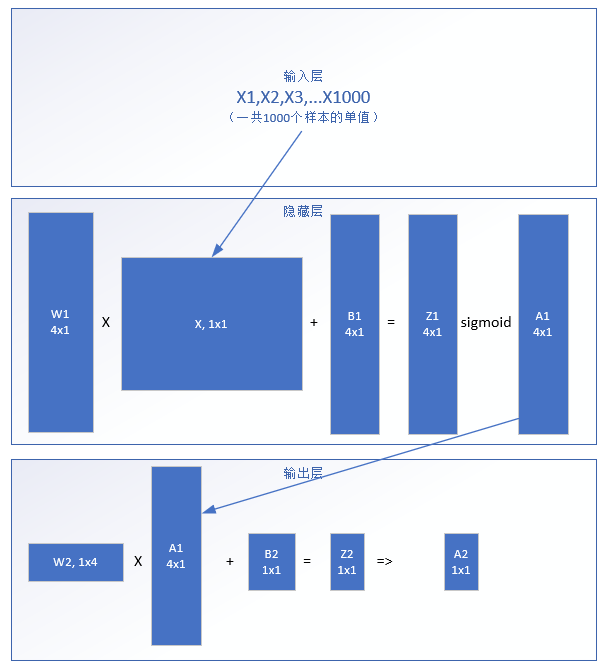 输入层
X1,X2,X3,...X1000
（一共1000个样本的单值）
隐藏层
W1
4x1
X
X, 1x1
+
B1
4x1
=
Z1
4x1
sigmoid
A1
4x1
输出层
W2, 1x4
X
A1
4x1
+
B2
1x1
=
Z2
1x1
=>
A2
1x1